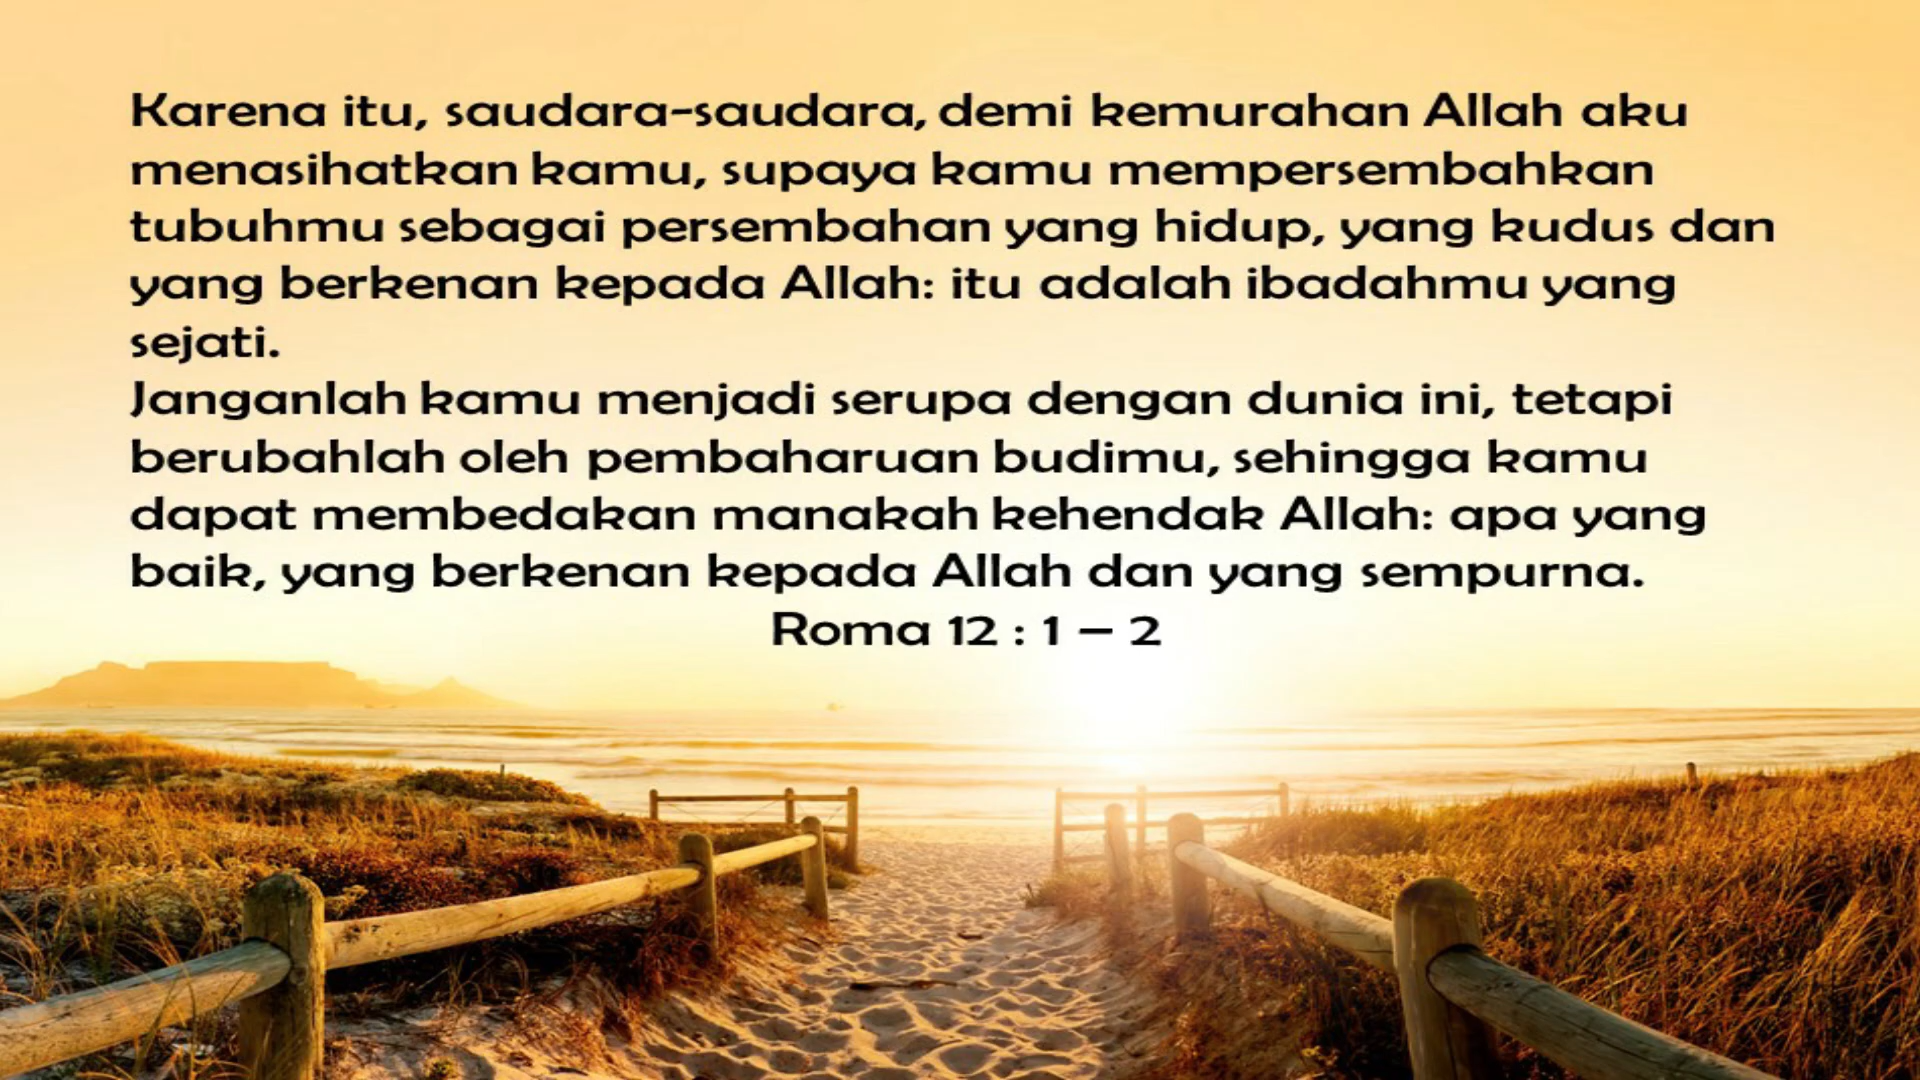 Karena itu, saudara-saudara, demi kemurahan Allah aku
menasihatkan kamu, supaya kamu mempersembahkan
tubuhmu sebagai persembahan yang hidup, yang kudus dan
yang berkenan kepada Allah: itu adalah ibadahmu yang
sejati.
Janganlah kamu menjadi serupa dengan dunia ini, tetapi
berubahlah oleh pembaharuan budimu, sehingga kamu
dapat membedakan manakah kehendak Allah: apa yang
baik, yang berkenan kepada Allah dan yang sempurna.
Roma 12 : 1 – 2